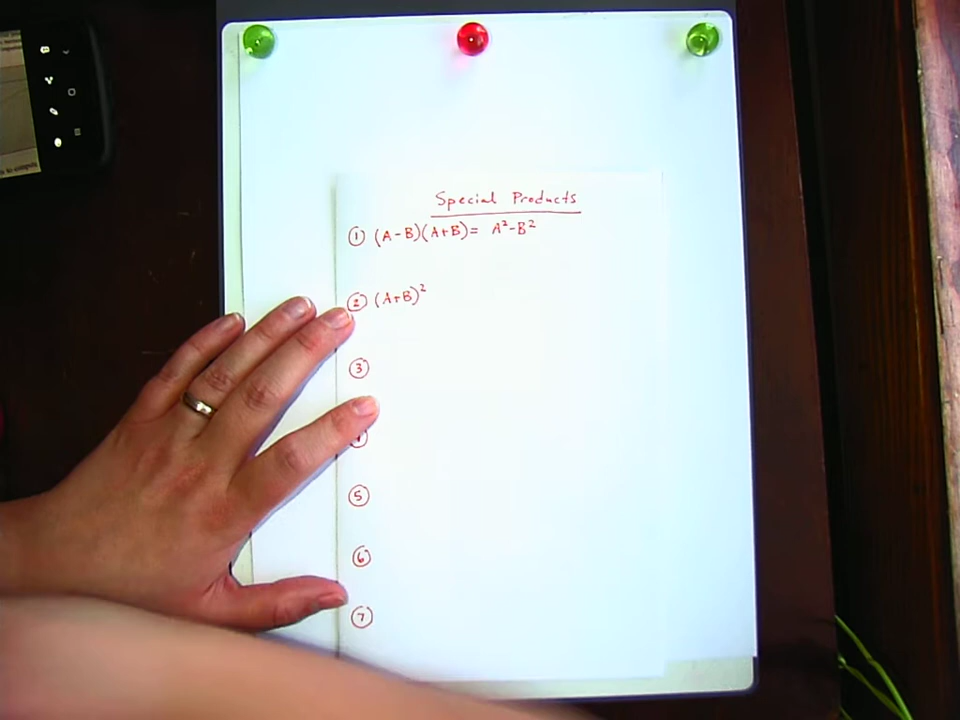 Special Products
① (A-B)(A+B)= A²-B²
② (A+B)²
③
⑤
⑥
⑦